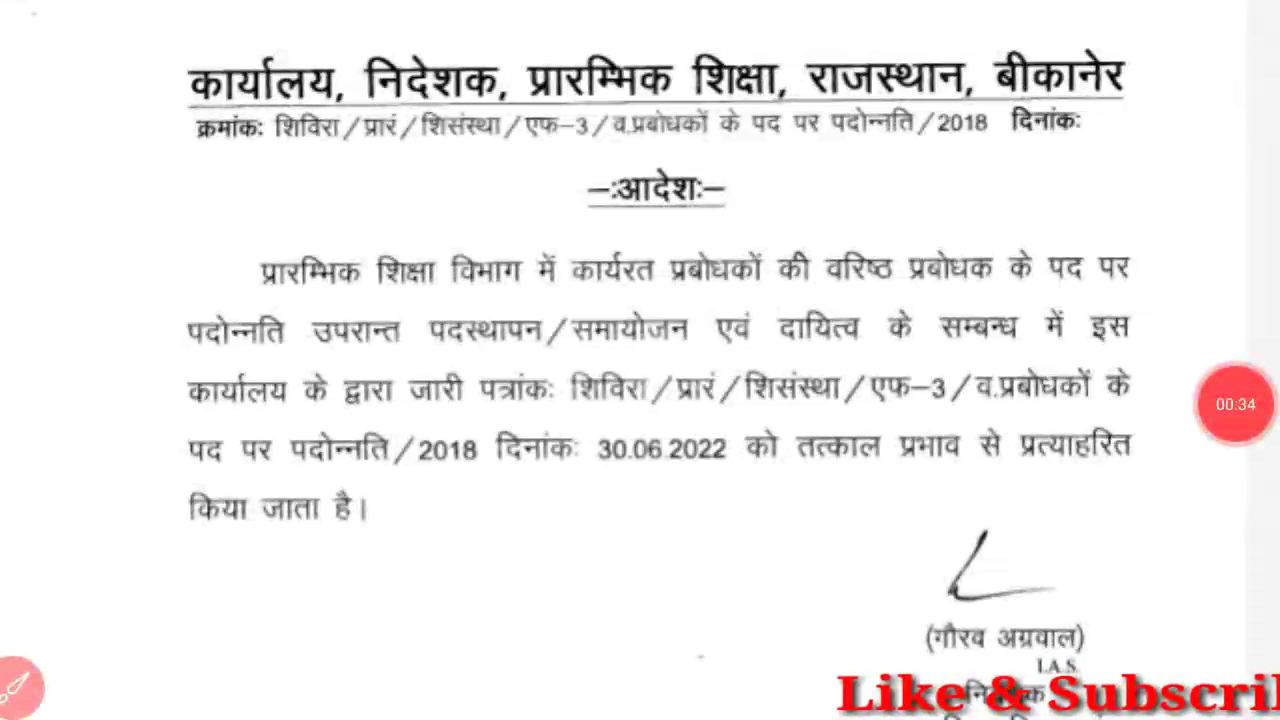 कार्यालय, निदेशक, प्रारम्भिक शिक्षा, राजस्थान, बीकानेर
क्रमांकः शिविरा/प्रारं/शिसंस्था/एफ-3/व.प्रबोधकों के पद पर पदोन्नति/2018 दिनांकः
-ःआदेशः-
प्रारम्भिक शिक्षा विभाग में कार्यरत प्रबोधकों की वरिष्ठ प्रबोधक के पद पर
पदोन्नति उपरान्त पदस्थापन/समायोजन एवं दायित्व के सम्बन्ध में इस
कार्यालय के द्वारा जारी पत्रांकः शिविरा/प्रारं/शिसंस्था/एफ-3/व.प्रबोधकों के
पद पर पदोन्नति/2018 दिनांकः 30.06.2022 को तत्काल प्रभाव से प्रत्याहरित
किया जाता है।
00:34
(गौरव अग्रवाल)
I.A.S.
Like & Subscri